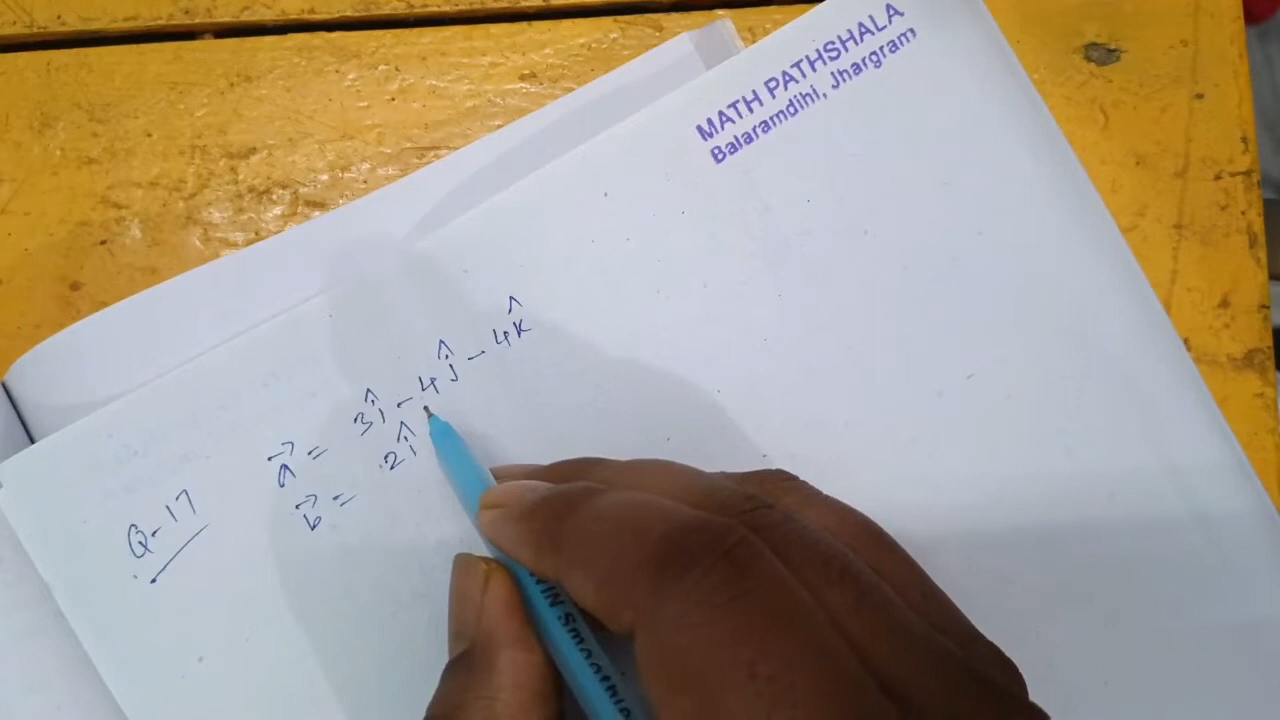 MATH PATHSHALA
Balaramdihi, Jhargram
Q-17
a⃗ = 3î - 4ĵ - 4k̂
b⃗ = 2î